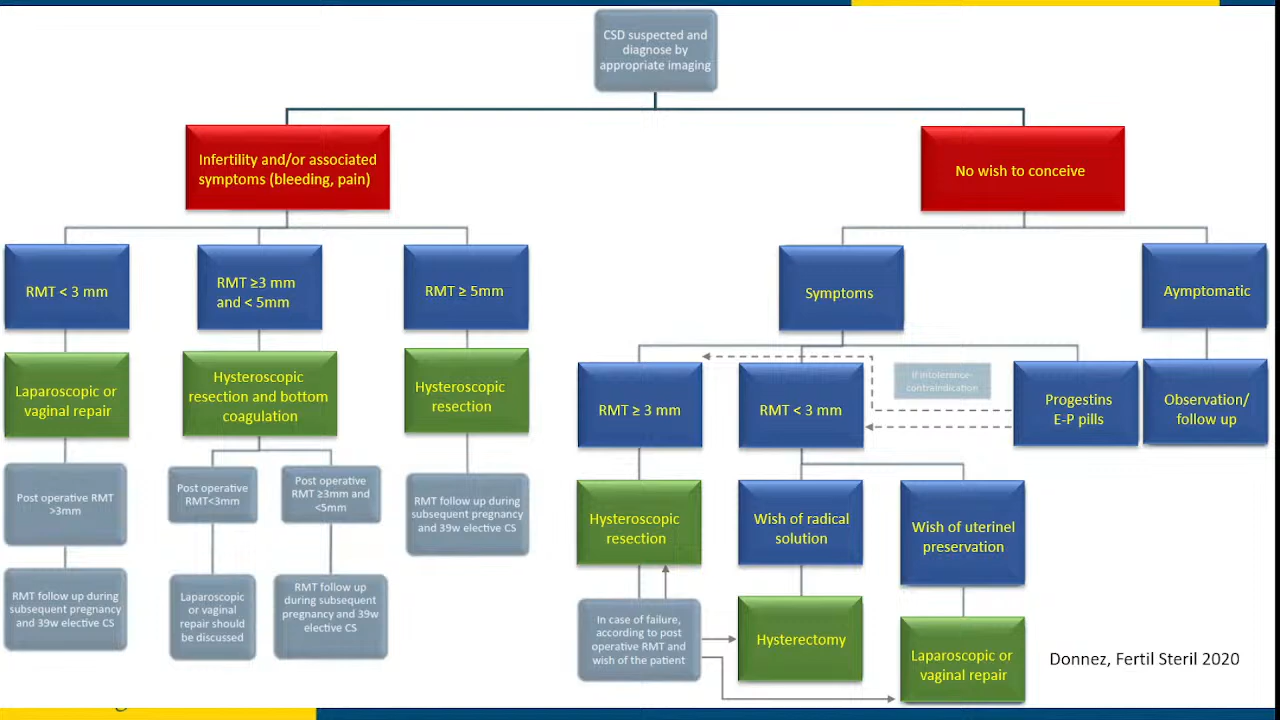 CSD suspected and
diagnose by
appropriate imaging
Infertility and/or associated
symptoms (bleeding, pain)
No wish to conceive
RMT < 3 mm
RMT ≥3 mm
and < 5mm
RMT ≥ 5mm
Symptoms
Aymptomatic
Laparoscopic or
vaginal repair
Hysteroscopic
resection and bottom
coagulation
Hysteroscopic
resection
RMT ≥ 3 mm
RMT < 3 mm
If intolerence-
contraindication
Progestins
E-P pills
Observation/
follow up
Post operative RMT
>3mm
Post operative
RMT<3mm
Post operative
RMT ≥3mm and
<5mm
RMT follow up during
subsequent pregnancy
and 39w elective CS
Hysteroscopic
resection
Wish of radical
solution
Wish of uterinel
preservation
RMT follow up during
subsequent pregnancy
and 39w elective CS
Laparoscopic
or vaginal
repair should
be discussed
RMT follow up
during subsequent
pregnancy and 39w
elective CS
In case of failure,
according to post
operative RMT and
wish of the patient
Hysterectomy
Laparoscopic or
vaginal repair
Donnez, Fertil Steril 2020